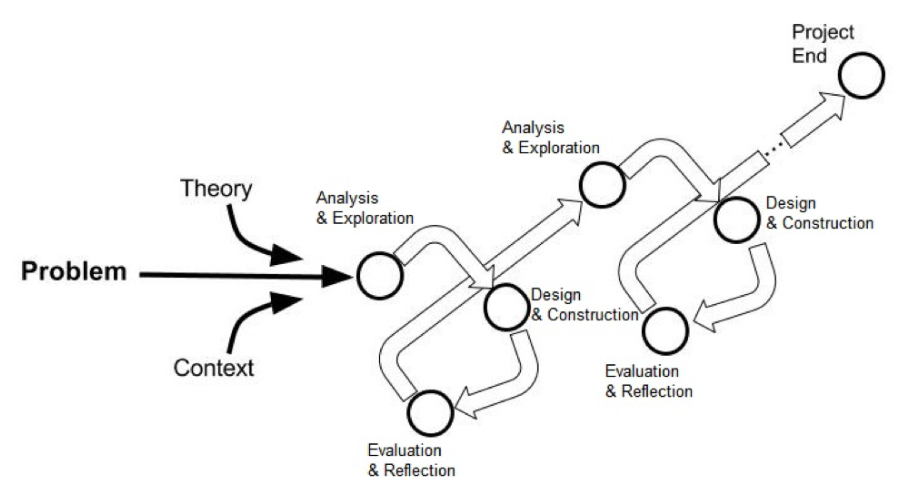 Project
End
Analysis
& Exploration
Theory
Analysis
& Exploration
Design
& Construction
Problem
Design
& Construction
Context
Evaluation
& Reflection
Evaluation
& Reflection